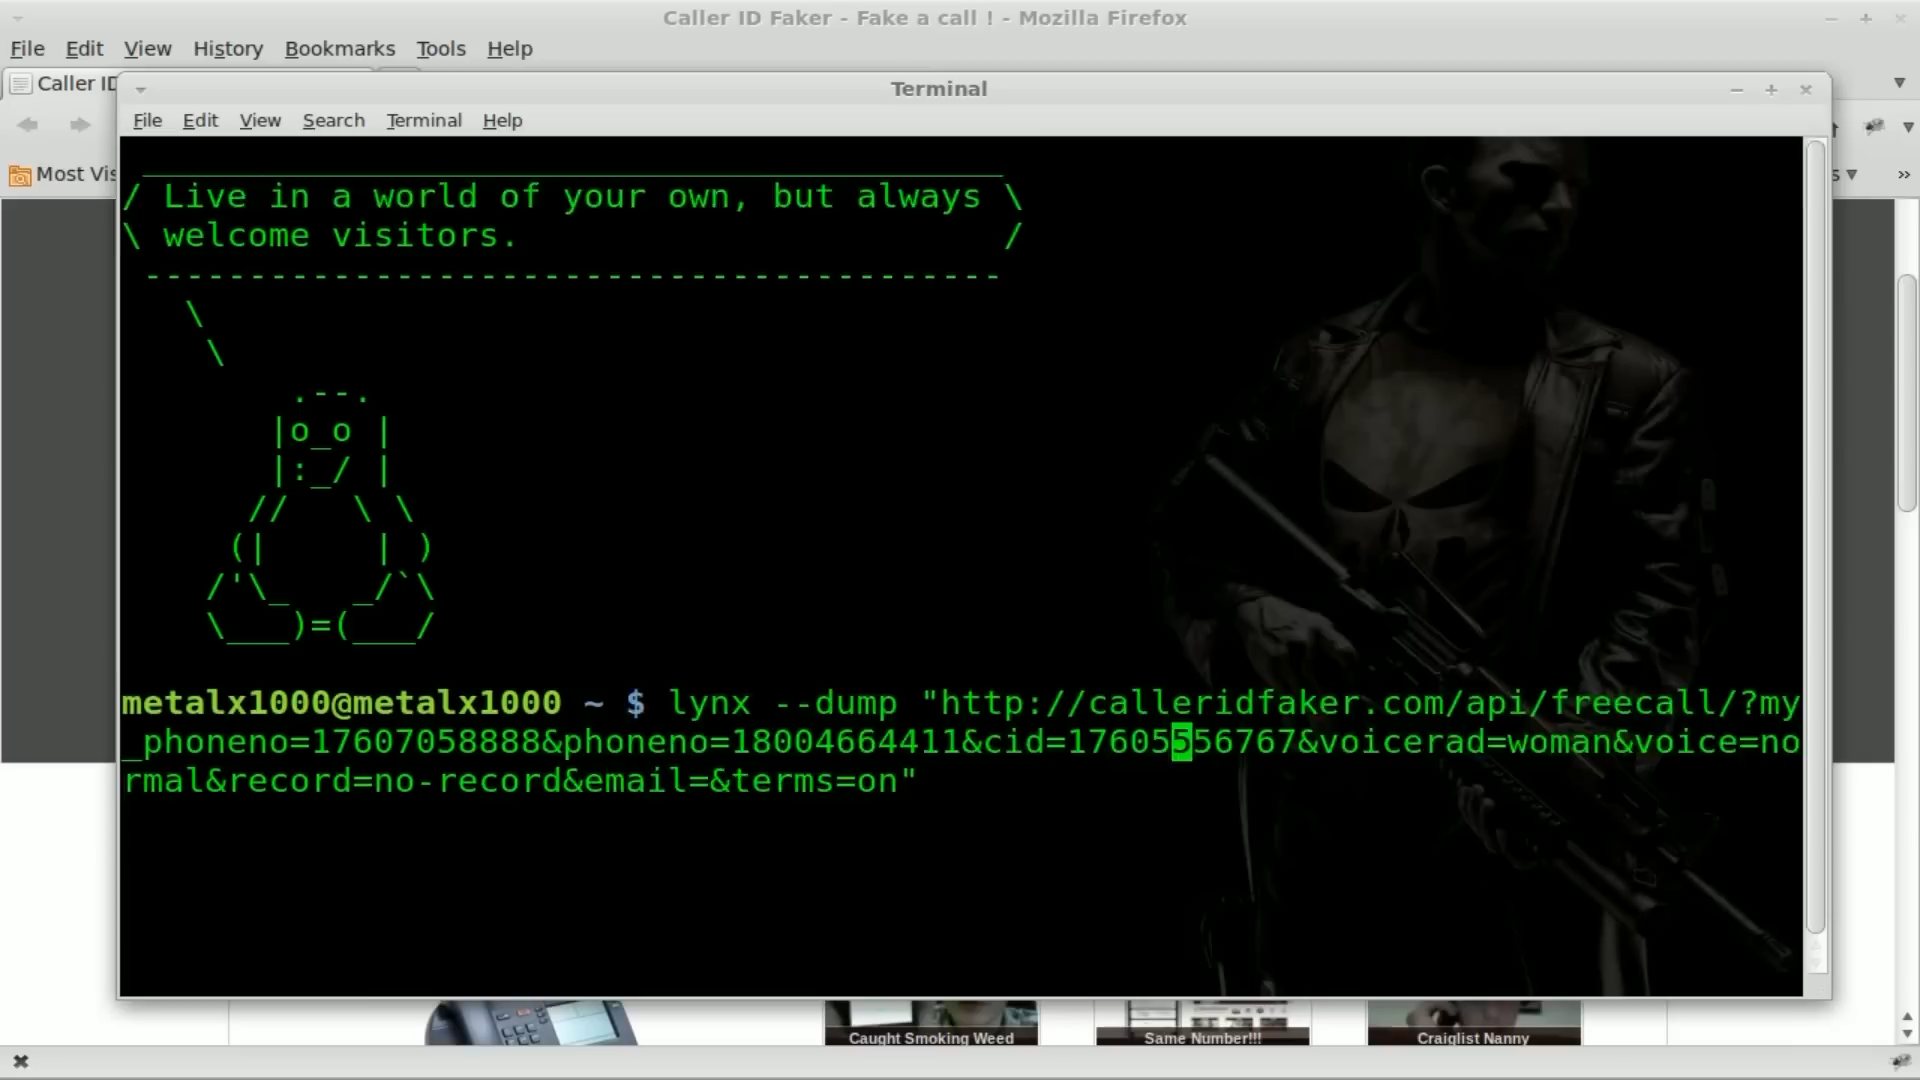 Caller ID Faker - Fake a call ! - Mozilla Firefox
File Edit View History Bookmarks Tools Help
Caller ID
Terminal
File Edit View Search Terminal Help
Most Vis
s
/ Live in a world of your own, but always \
\ welcome visitors. /
-----------------------------------------
\
\
.--.
|o_o |
|:_/ |
// \ \
(| | )
/'\_ _/`\
\___)=(___/
metalx1000@metalx1000 ~ $ lynx --dump "http://calleridfaker.com/api/freecall/?my
_phoneno=17607058888&phoneno=18004664411&cid=17605556767&voicerad=woman&voice=no
rmal&record=no-record&email=&terms=on"
Caught Smoking Weed
Same Number!!!
Craiglist Nanny